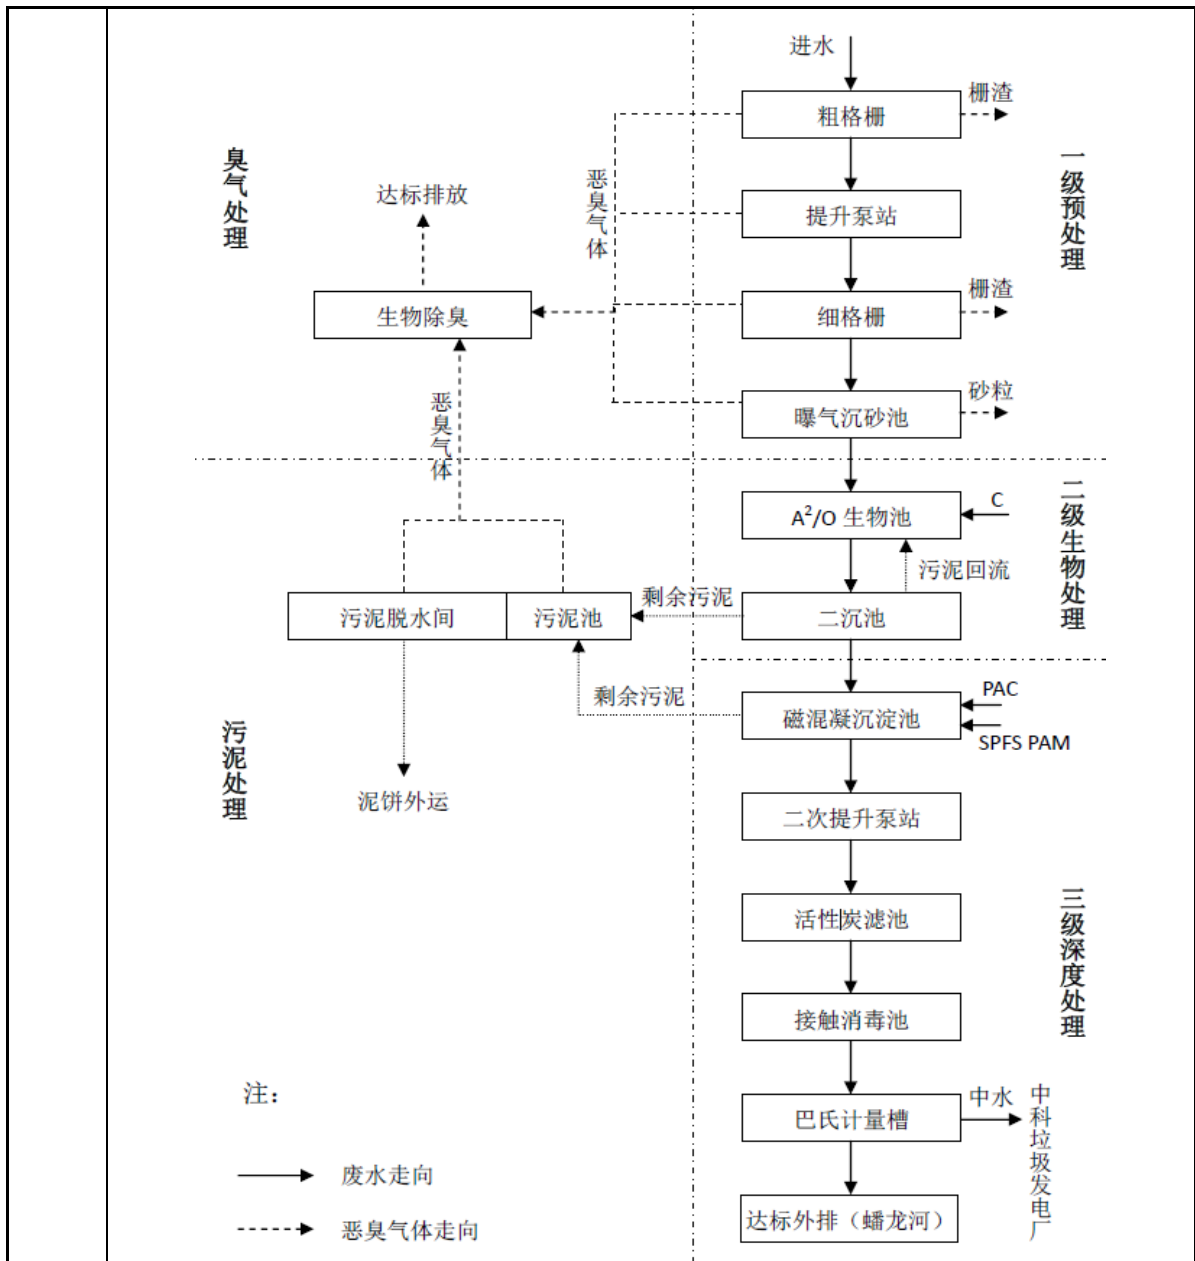 进水
栅渣
粗格栅
臭气处理
恶臭气体
一级预处理
达标排放
提升泵站
栅渣
生物除臭
细格栅
砂粒
恶臭气体
曝气沉砂池
二级生物处理
C
A²/O 生物池
污泥回流
剩余污泥
污泥脱水间
污泥池
二沉池
剩余污泥
PAC
磁混凝沉淀池
SPFS PAM
污泥处理
泥饼外运
二次提升泵站
三级深度处理
活性炭滤池
接触消毒池
注：
中水
中科垃圾发电厂
巴氏计量槽
废水走向
达标外排（蟠龙河）
恶臭气体走向